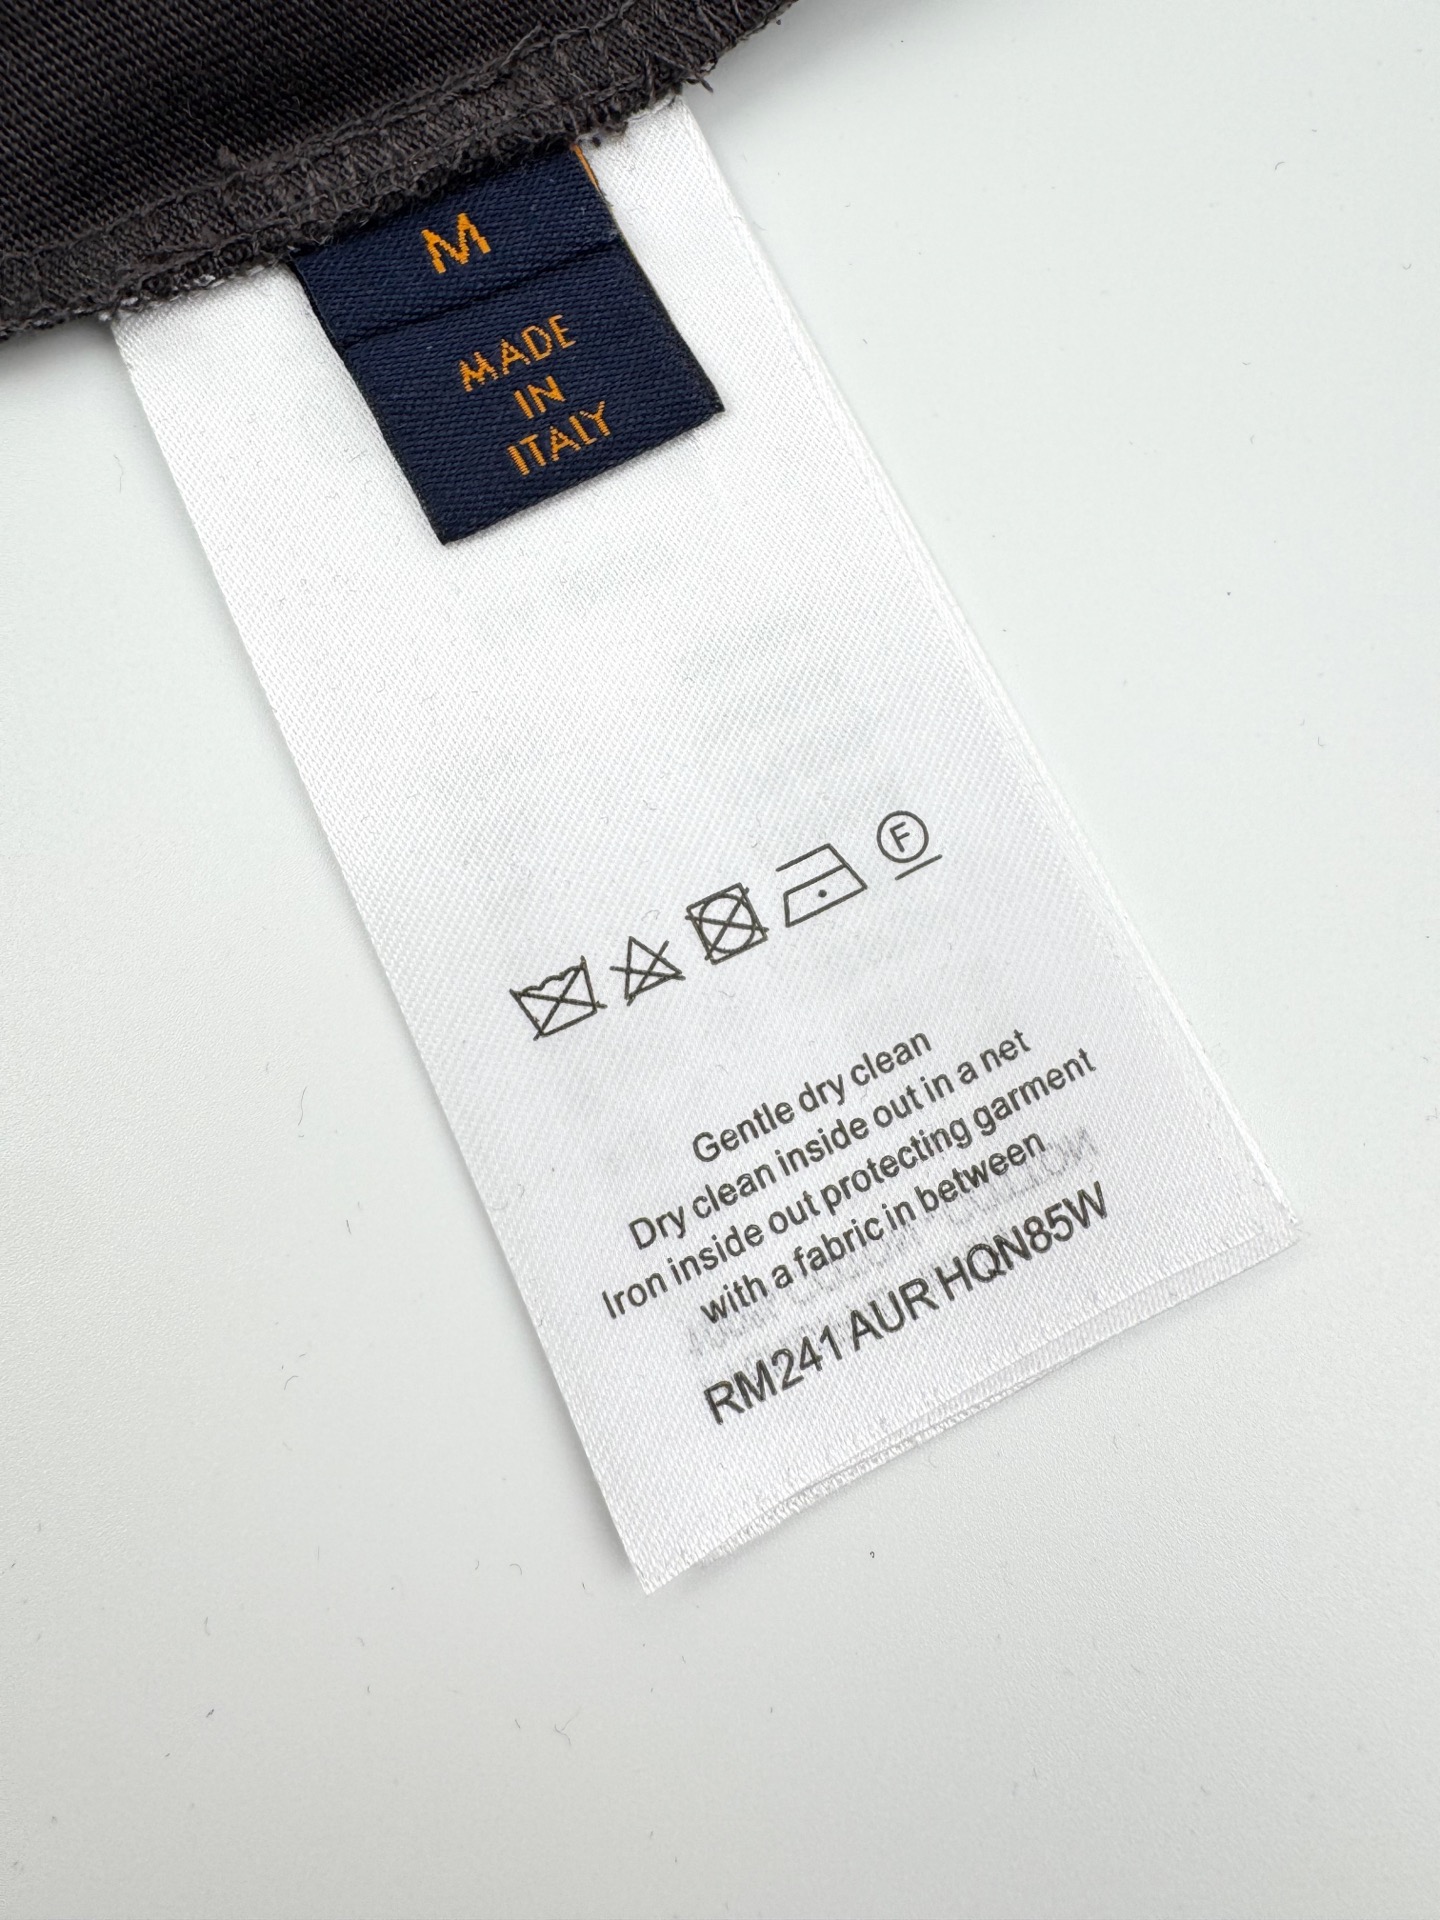 M
MADE
IN
ITALY
F
Gentle dry clean
Dry clean inside out in a net
Iron inside out protecting garment
with a fabric in between
RM241 AUR HQN85W